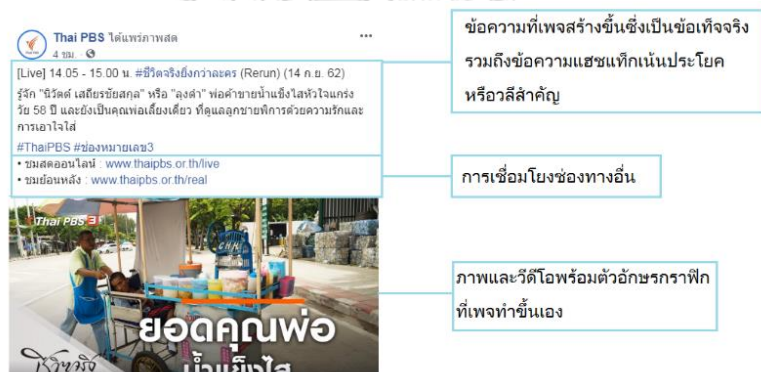 Thai PBS ได้แพร่ภาพสด
4 ชม.
[Live] 14.05 - 15.00 น. #ชีวิตจริงยิ่งกว่าละคร (Rerun) (14 ก.ย. 62)
รู้จัก "นิวัตต์ เสถียรชัยสกุล" หรือ "ลุงดำ" พ่อค้าขายน้ำแข็งไสหัวใจแกร่ง
วัย 58 ปี และยังเป็นคุณพ่อเลี้ยงเดี่ยว ที่ดูแลลูกชายพิการด้วยความรักและ
การเอาใจใส่
#ThaiPBS #ช่องหมายเลข3
• ชมสดออนไลน์ : www.thaipbs.or.th/live
• ชมย้อนหลัง : www.thaipbs.or.th/real
Thai PBS 3
ยอดคุณพ่อ
น้ำแข็งไส
ชีวิตจริง
ข้อความที่เพจสร้างขึ้นซึ่งเป็นข้อเท็จจริง
รวมถึงข้อความแฮชแท็กเน้นประโยค
หรือวลีสำคัญ
การเชื่อมโยงช่องทางอื่น
ภาพและวีดีโอพร้อมตัวอักษรกราฟิก
ที่เพจทำขึ้นเอง